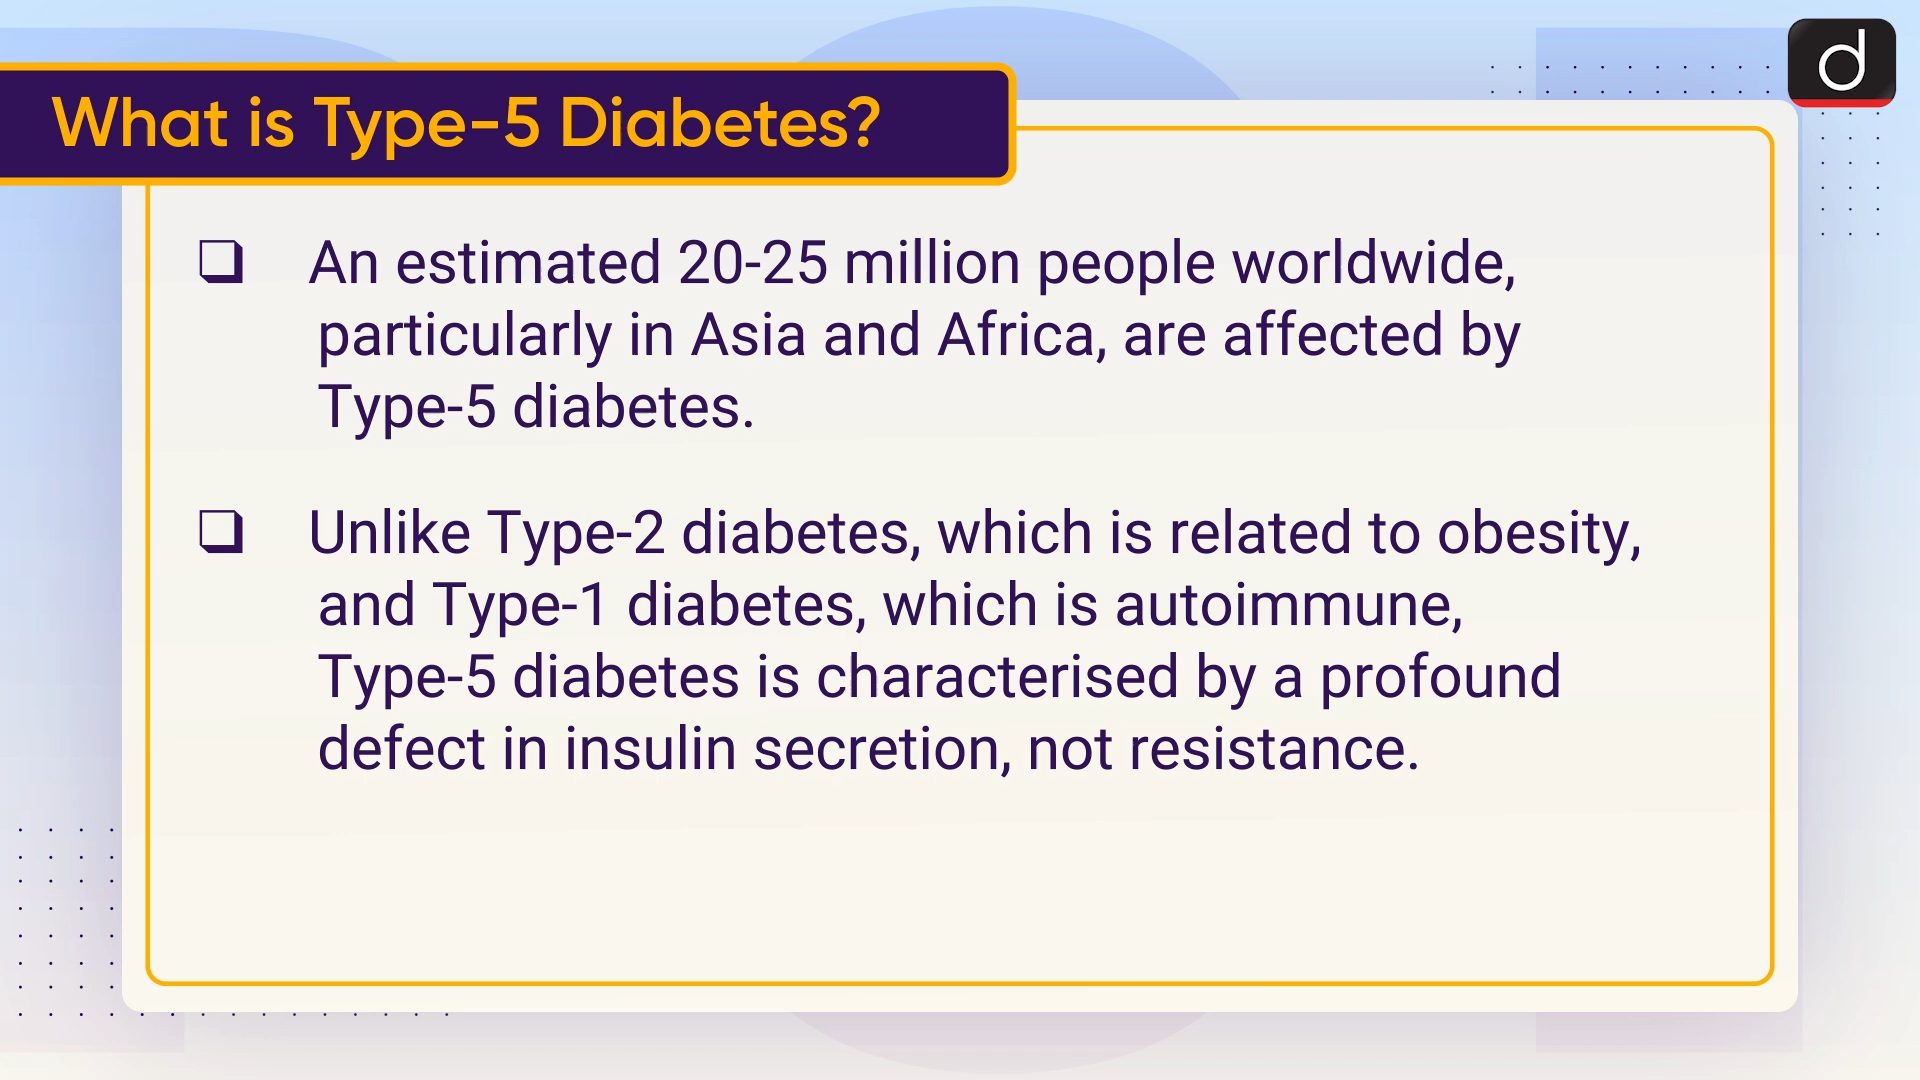 What is Type-5 Diabetes?
d
❑ An estimated 20-25 million people worldwide,
particularly in Asia and Africa, are affected by
Type-5 diabetes.
❑ Unlike Type-2 diabetes, which is related to obesity,
and Type-1 diabetes, which is autoimmune,
Type-5 diabetes is characterised by a profound
defect in insulin secretion, not resistance.